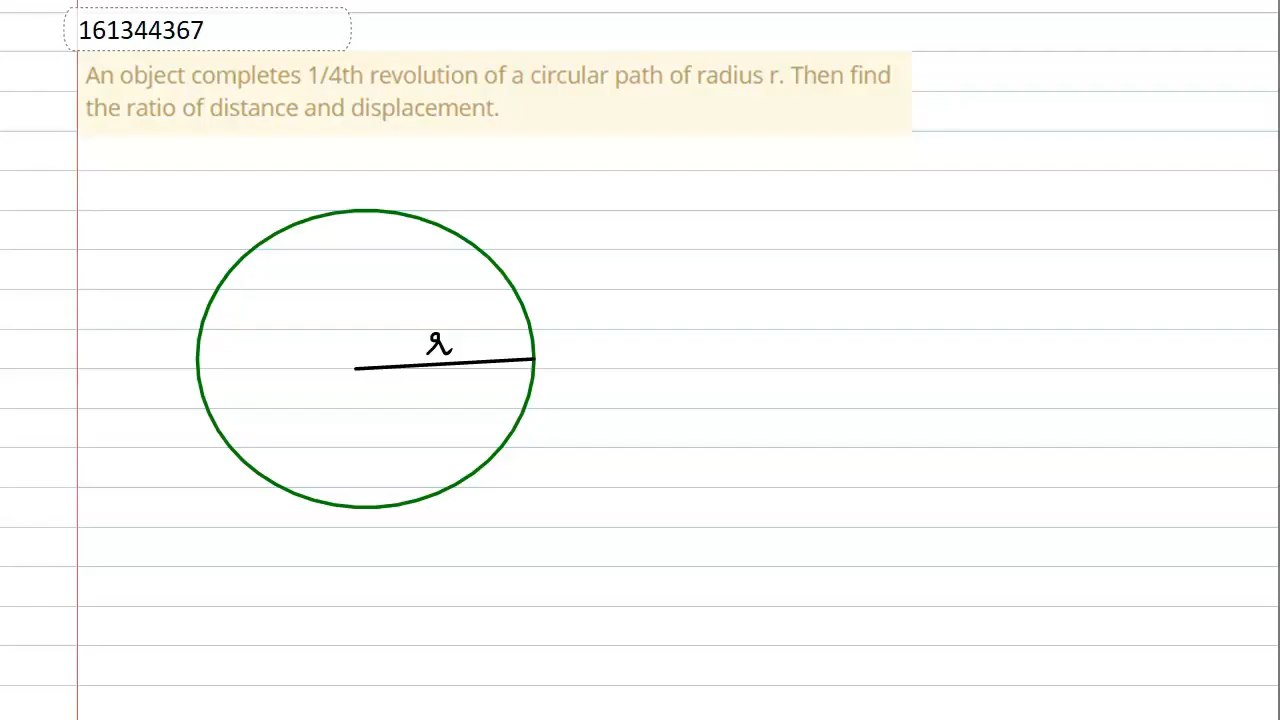 161344367
An object completes 1/4th revolution of a circular path of radius r. Then find
the ratio of distance and displacement.
r